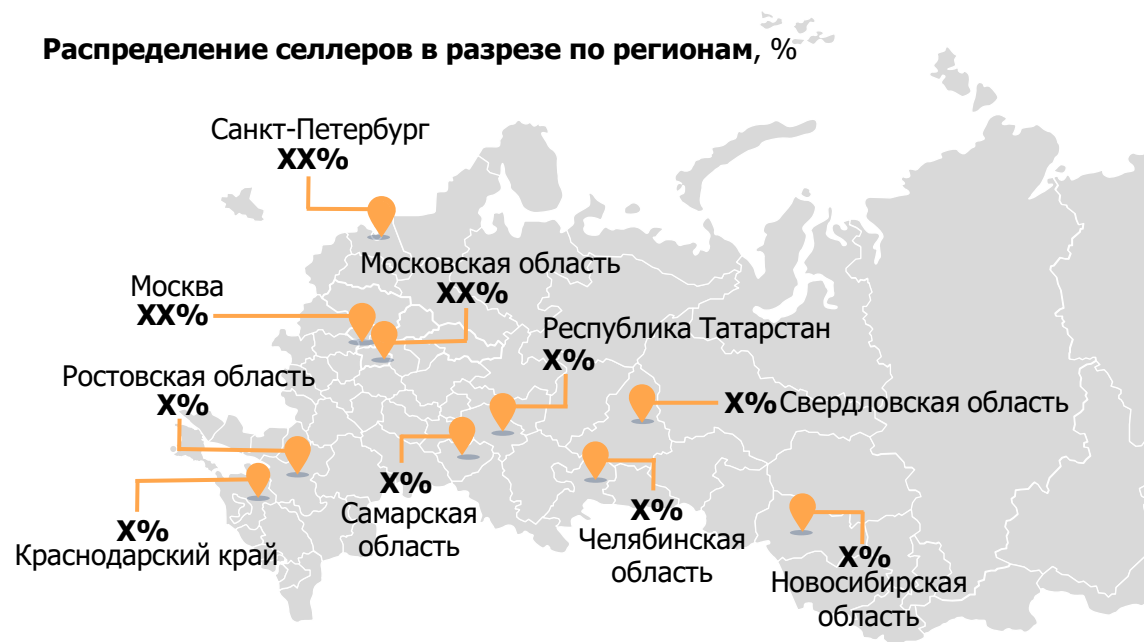 Распределение селлеров в разрезе по регионам, %
Санкт-Петербург
XX%
Московская область
XX%
Москва
XX%
Республика Татарстан
X%
Ростовская область
X%
X% Свердловская область
X%
Самарская
область
X%
Челябинская
область
X%
Краснодарский край
X%
Новосибирская
область